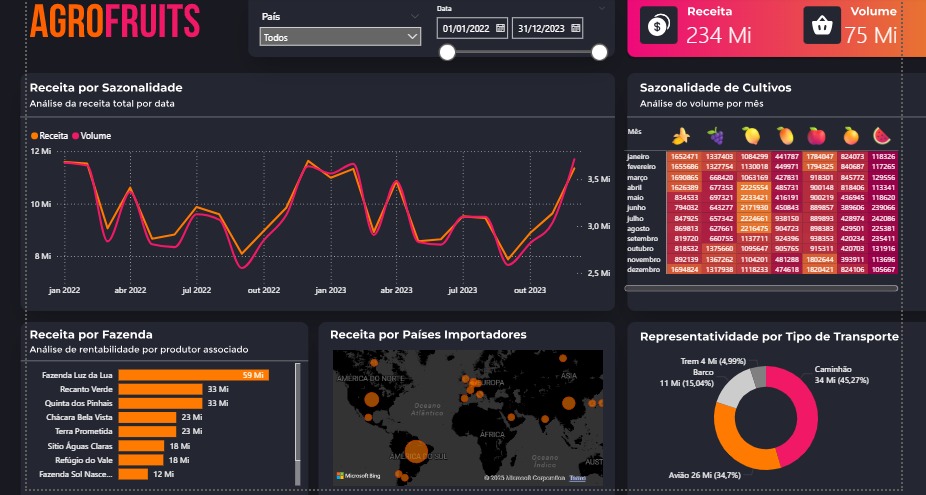 AGROFRUITS
País
Todos
Data
01/01/2022
31/12/2023
Receita
234 Mi
Volume
75 Mi
Receita por Sazonalidade
Análise da receita total por data
Receita Volume
12 Mi
10 Mi
8 Mi
3,5 Mi
3,0 Mi
2,5 Mi
jan 2022 abr 2022 jul 2022 out 2022 jan 2023 abr 2023 jul 2023 out 2023
Sazonalidade de Cultivos
Análise do volume por mês
Mês
janeiro 1652471 1337403 1084299 441787 1784047 824073 118326
fevereiro 1655686 1327754 1130018 449971 1794325 840687 117265
março 1690865 668420 1063169 427831 918301 845772 129556
abril 1626389 677353 2225554 485731 900148 818406 113341
maio 834533 697321 2233421 416191 900219 436945 118620
junho 794032 643277 2171930 450843 889857 389606 239066
julho 847925 657342 2224661 938150 889893 428974 242086
agosto 869813 627661 2216475 904723 898383 429501 225381
setembro 819720 660755 1137711 924396 938353 420234 235411
outubro 818532 1375660 1095647 905765 915311 420703 131916
novembro 892139 1367262 1104201 481288 1802644 393911 113696
dezembro 1694824 1317938 1118233 474618 1820421 824106 105667
Receita por Fazenda
Análise de rentabilidade por produtor associado
Fazenda Luz da Lua 59 Mi
Recanto Verde 33 Mi
Quinta dos Pinhais 33 Mi
Chácara Bela Vista 23 Mi
Terra Prometida 23 Mi
Sítio Águas Claras 18 Mi
Refúgio do Vale 18 Mi
Fazenda Sol Nasce... 12 Mi
Receita por Países Importadores
AMÉRICA DO NORTE
EUROPA
ÁSIA
Oceano
Atlântico
ÁFRICA
AMÉRICA DO SUL
Oceano
Índico
AUST
Microsoft Bing
© 2025 Microsoft Corporation Terms
Representatividade por Tipo de Transporte
Trem 4 Mi (4,99%)
Barco
11 Mi (15,04%)
Caminhão
34 Mi (45,27%)
Avião 26 Mi (34,7%)